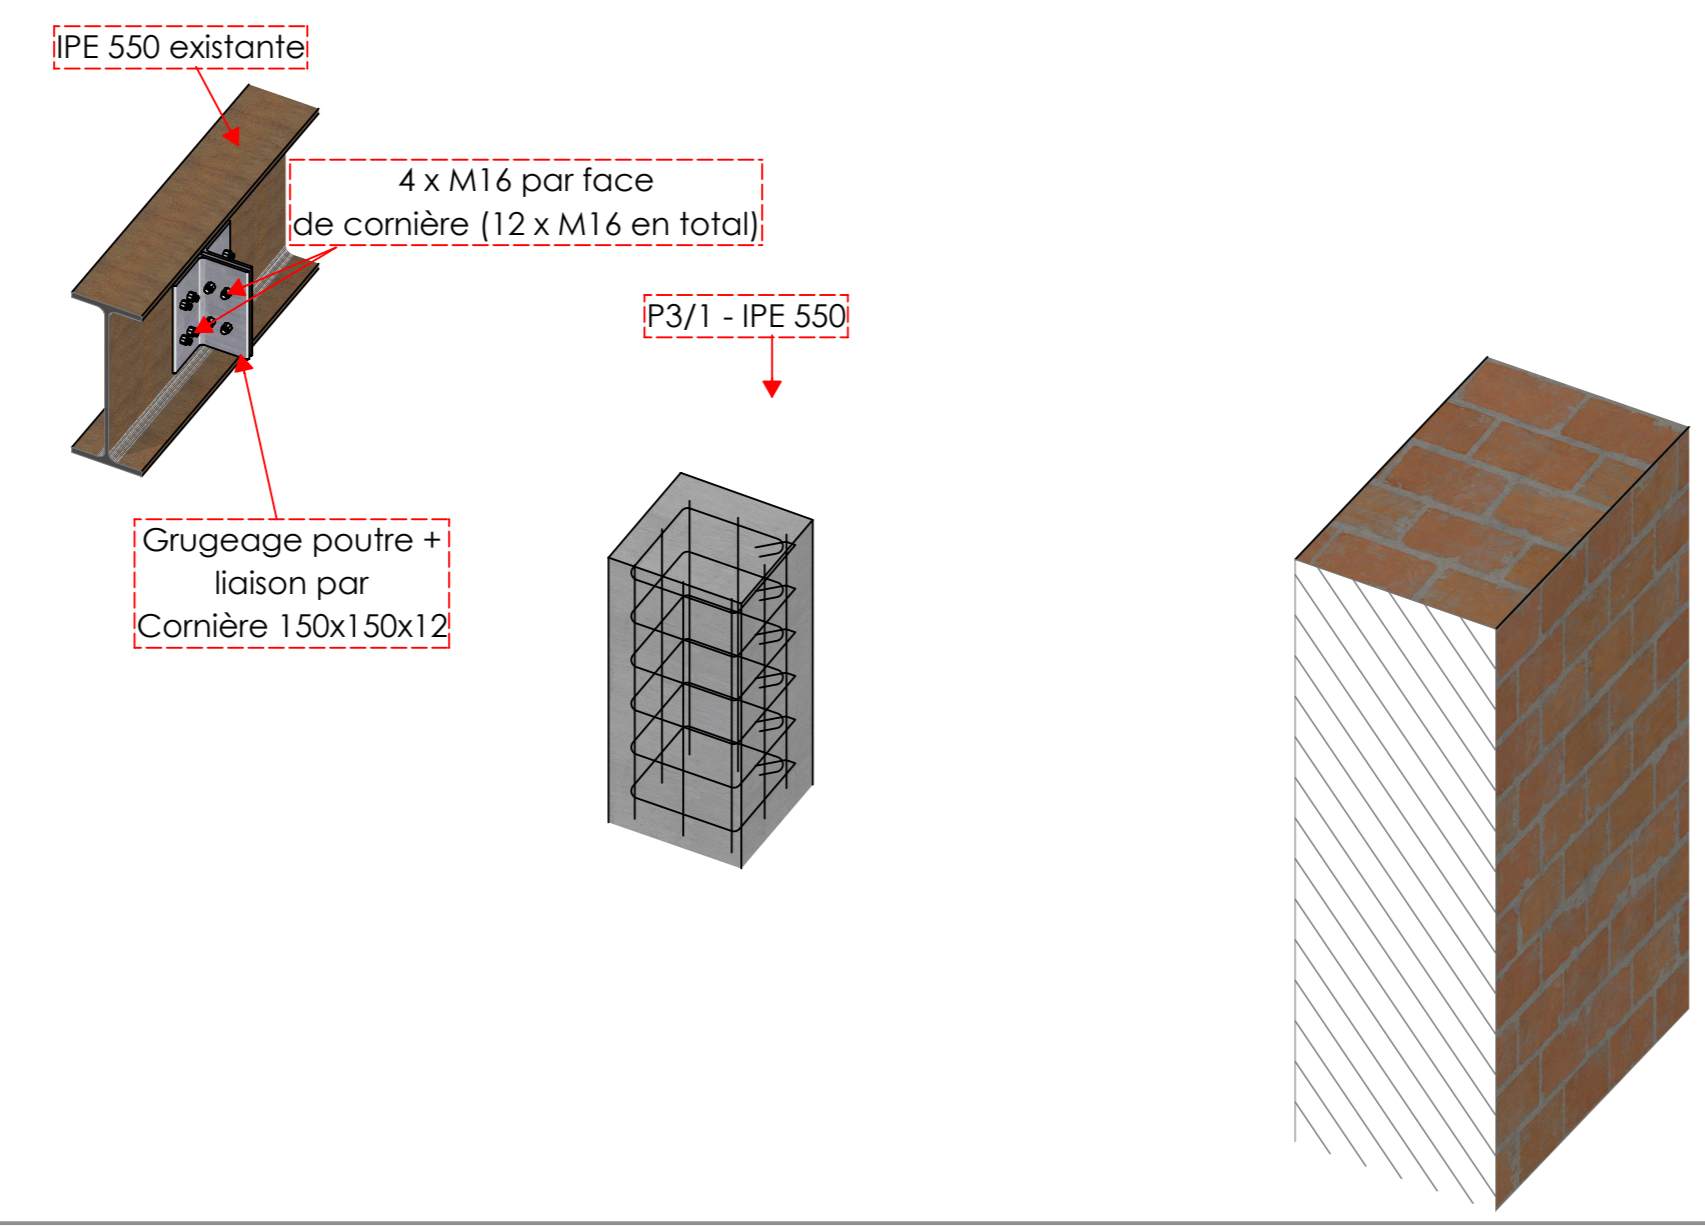 IPE 550 existante
4 x M16 par face
de cornière (12 x M16 en total)
P3/1 - IPE 550
Grugeage poutre +
liaison par
Cornière 150x150x12